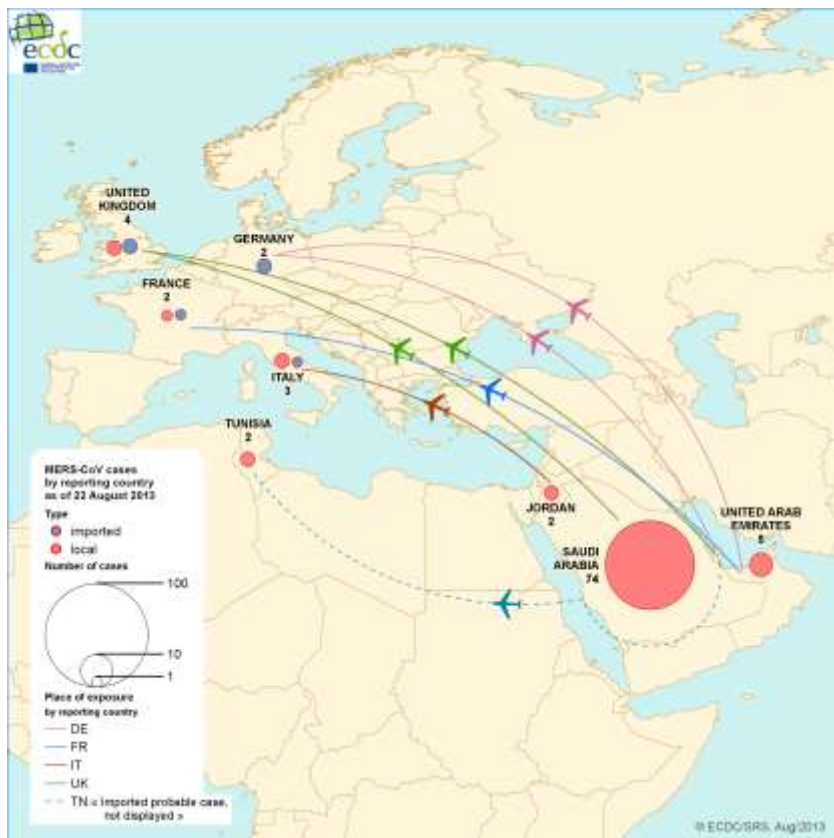 ecdc
UNITED
KINGDOM
4
GERMANY
2
FRANCE
2
ITALY
3
TUNISIA
2
JORDAN
2
UNITED ARAB
EMIRATES
SAUDI
ARABIA
74
MERS-CoV cases
by reporting country
as of 22 August 2013
Type
imported
local
Number of cases
100
10
1
Place of exposure
by reporting country
DE
FR
IT
UK
TN < imported probable case,
not displayed >
© ECDC/SRS, Aug/2013